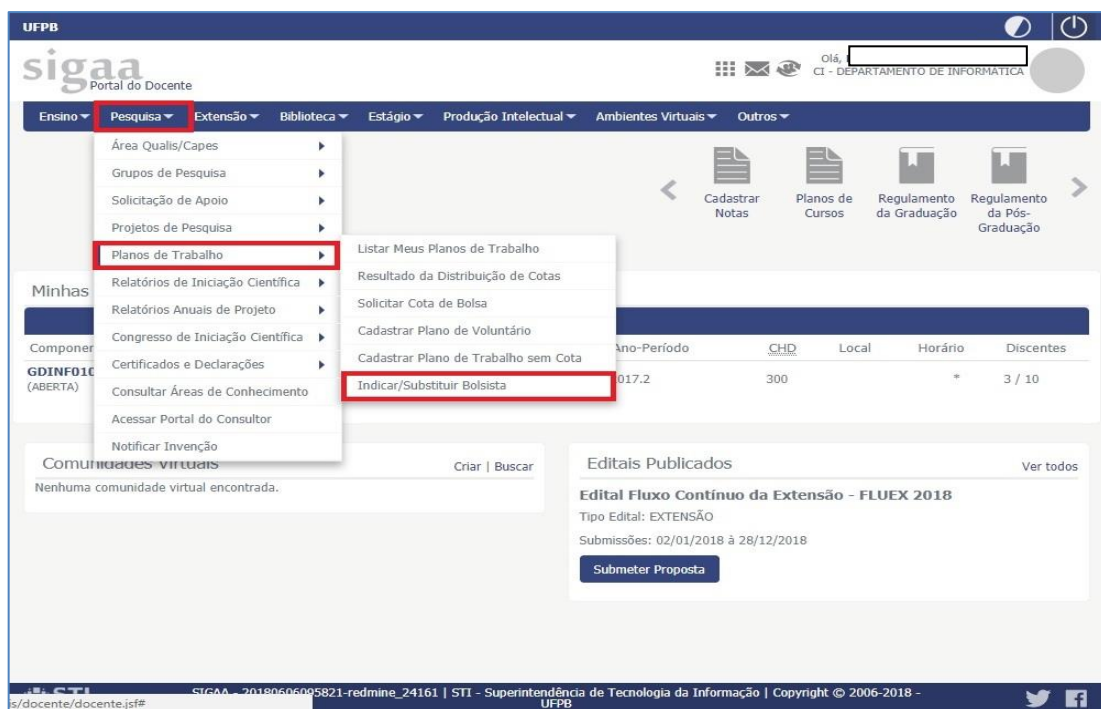 UFPB
sigaa
Portal do Docente
Olá,
CI - DEPARTAMENTO DE INFORMÁTICA
Ensino Pesquisa Extensão Biblioteca Estágio Produção Intelectual Ambientes Virtuais Outros
Área Qualis/Capes
Grupos de Pesquisa
Solicitação de Apoio
Projetos de Pesquisa
Planos de Trabalho
Relatórios de Iniciação Científica
Relatórios Anuais de Projeto
Congresso de Iniciação Científica
Certificados e Declarações
Consultar Áreas de Conhecimento
Acessar Portal do Consultor
Notificar Invenção
Listar Meus Planos de Trabalho
Resultado da Distribuição de Cotas
Solicitar Cota de Bolsa
Cadastrar Plano de Voluntário
Cadastrar Plano de Trabalho sem Cota
Indicar/Substituir Bolsista
Cadastrar Notas
Planos de Cursos
Regulamento da Graduação
Regulamento da Pós-Graduação
Minhas
Ano-Período CHD Local Horário Discentes
GDINF010
(ABERTA)
2017.2 300 * 3 / 10
Comunidades Virtuais
Criar | Buscar
Nenhuma comunidade virtual encontrada.
Editais Publicados
Ver todos
Edital Fluxo Contínuo da Extensão - FLUEX 2018
Tipo Edital: EXTENSÃO
Submissões: 02/01/2018 à 28/12/2018
Submeter Proposta
STI
SIGAA - 20180606095821-redmine_24161 | STI - Superintendência de Tecnologia da Informação | Copyright © 2006-2018 -
UFPB
is/docente/docente.jsf#